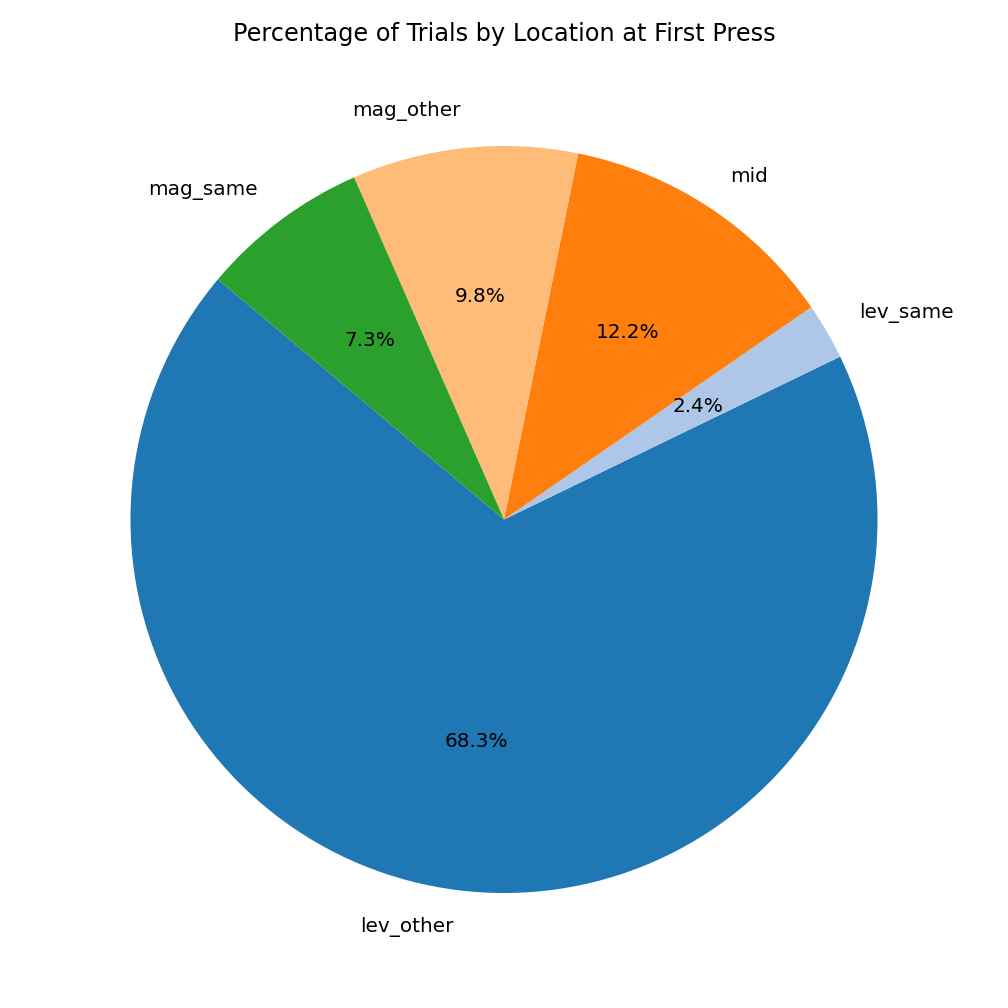 Percentage of Trials by Location at First Press
mag_other
mid
mag_same
lev_same
9.8%
12.2%
7.3%
2.4%
68.3%
lev_other